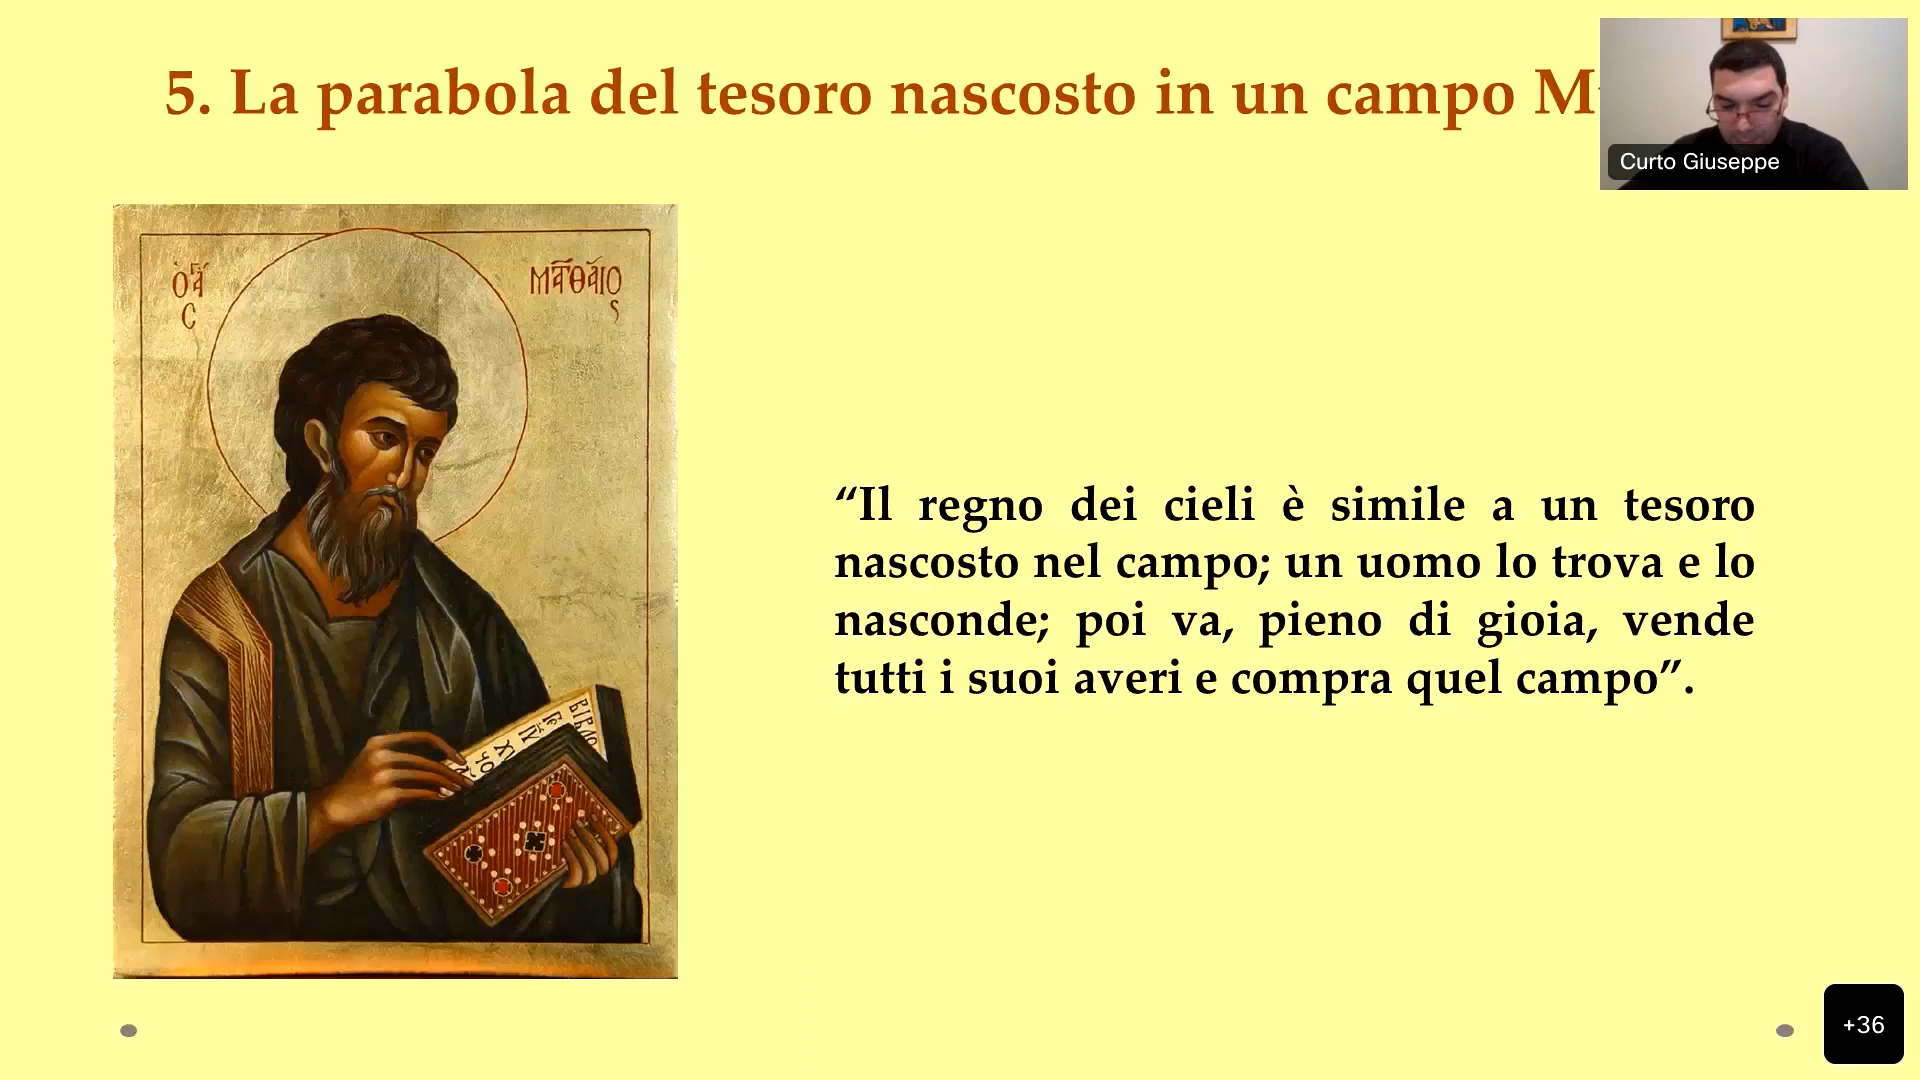 5. La parabola del tesoro nascosto in un campo
Curto Giuseppe
ὁ ἅγ
C
ΜΑΤΘΑΙΟ
ς
“Il regno dei cieli è simile a un tesoro
nascosto nel campo; un uomo lo trova e lo
nasconde; poi va, pieno di gioia, vende
tutti i suoi averi e compra quel campo”.
+36